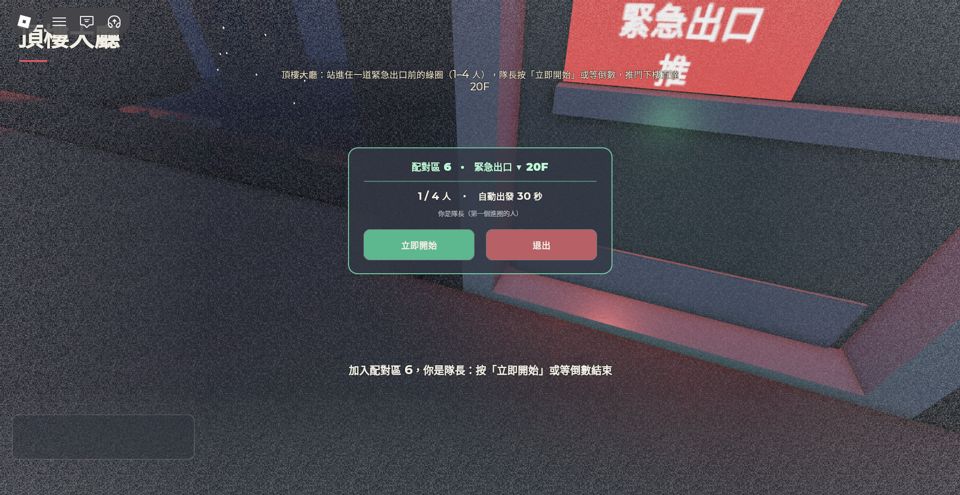 頂樓大廳
緊急出口
推
頂樓大廳：站進任一道緊急出口前的綠圈（1–4 人），隊長按「立即開始」或等倒數，推門下樓
20F
配對區 6 • 緊急出口 ▼ 20F
1 / 4 人 • 自動出發 30 秒
你是隊長（第一個進圈的人）
立即開始
退出
加入配對區 6，你是隊長：按「立即開始」或等倒數結束